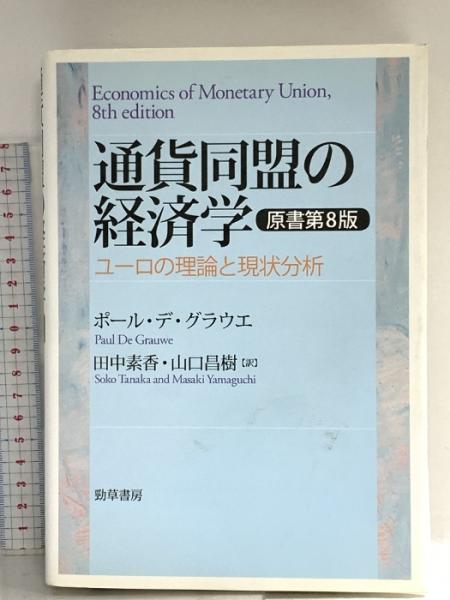 Economics of Monetary Union,
8th edition
通貨同盟の
経済学 原書第8版
ユーロの理論と現状分析
ポール・デ・グラウエ
Paul De Grauwe
田中素香・山口昌樹【訳】
Soko Tanaka and Masaki Yamaguchi
勁草書房